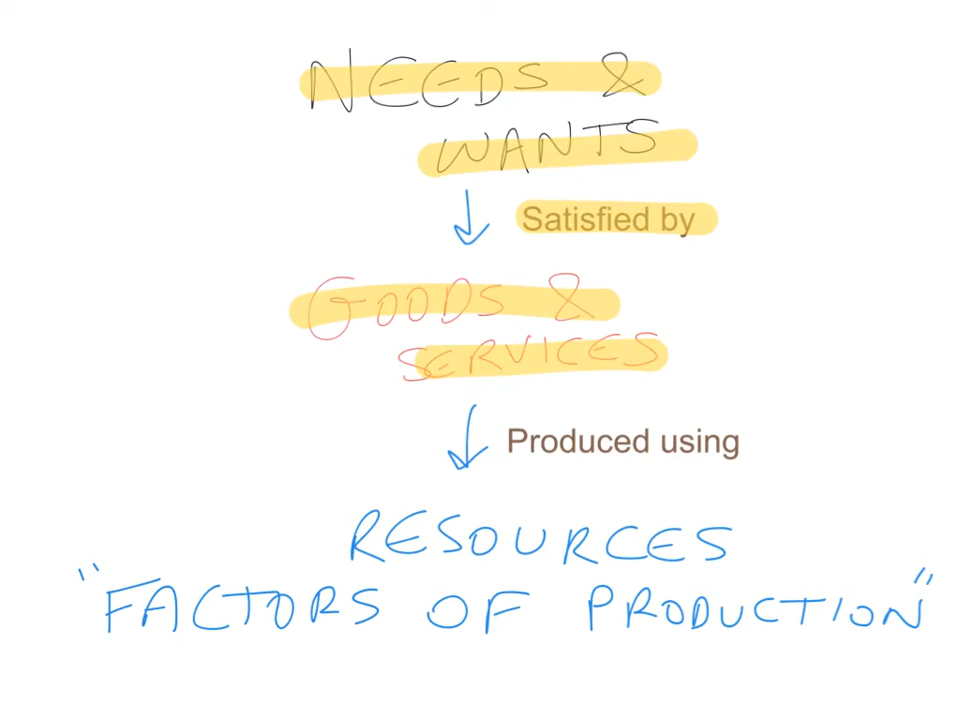 NEEDS &
WANTS
Satisfied by
GOODS &
SERVICES
Produced using
RESOURCES
"FACTORS OF PRODUCTION"